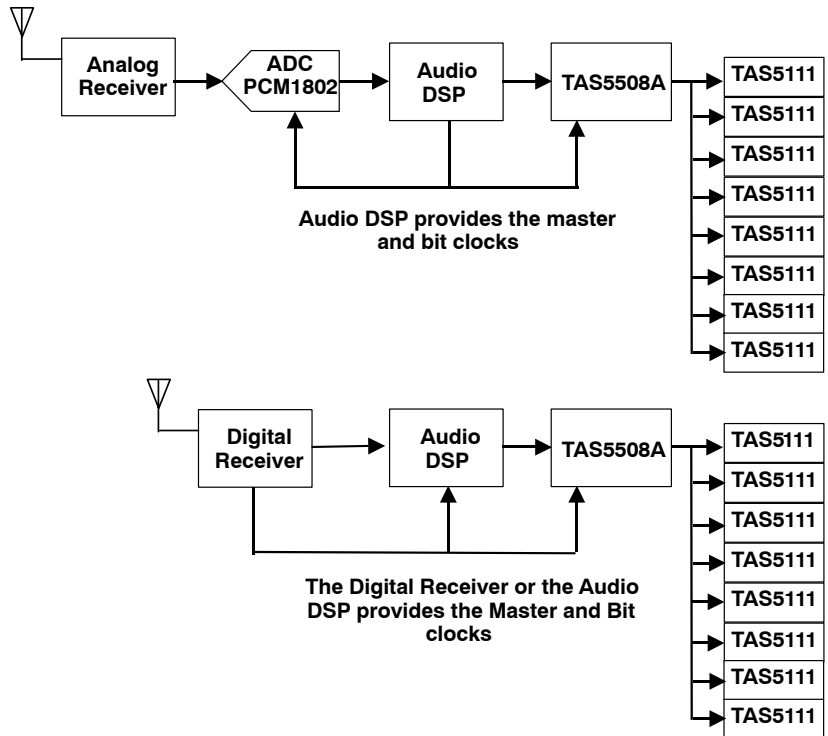 Analog
Receiver
ADC
PCM1802
Audio
DSP
TAS5508A
TAS5111
TAS5111
TAS5111
TAS5111
TAS5111
TAS5111
TAS5111
TAS5111
Audio DSP provides the master
and bit clocks
Digital
Receiver
Audio
DSP
TAS5508A
TAS5111
TAS5111
TAS5111
TAS5111
TAS5111
TAS5111
TAS5111
TAS5111
The Digital Receiver or the Audio
DSP provides the Master and Bit
clocks